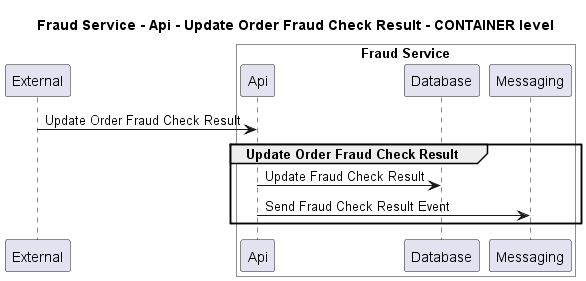 Fraud Service - Api - Update Order Fraud Check Result - CONTAINER level
Fraud Service
External Api Database Messaging
Update Order Fraud Check Result
Update Order Fraud Check Result
Update Fraud Check Result
Send Fraud Check Result Event
External Api Database Messaging